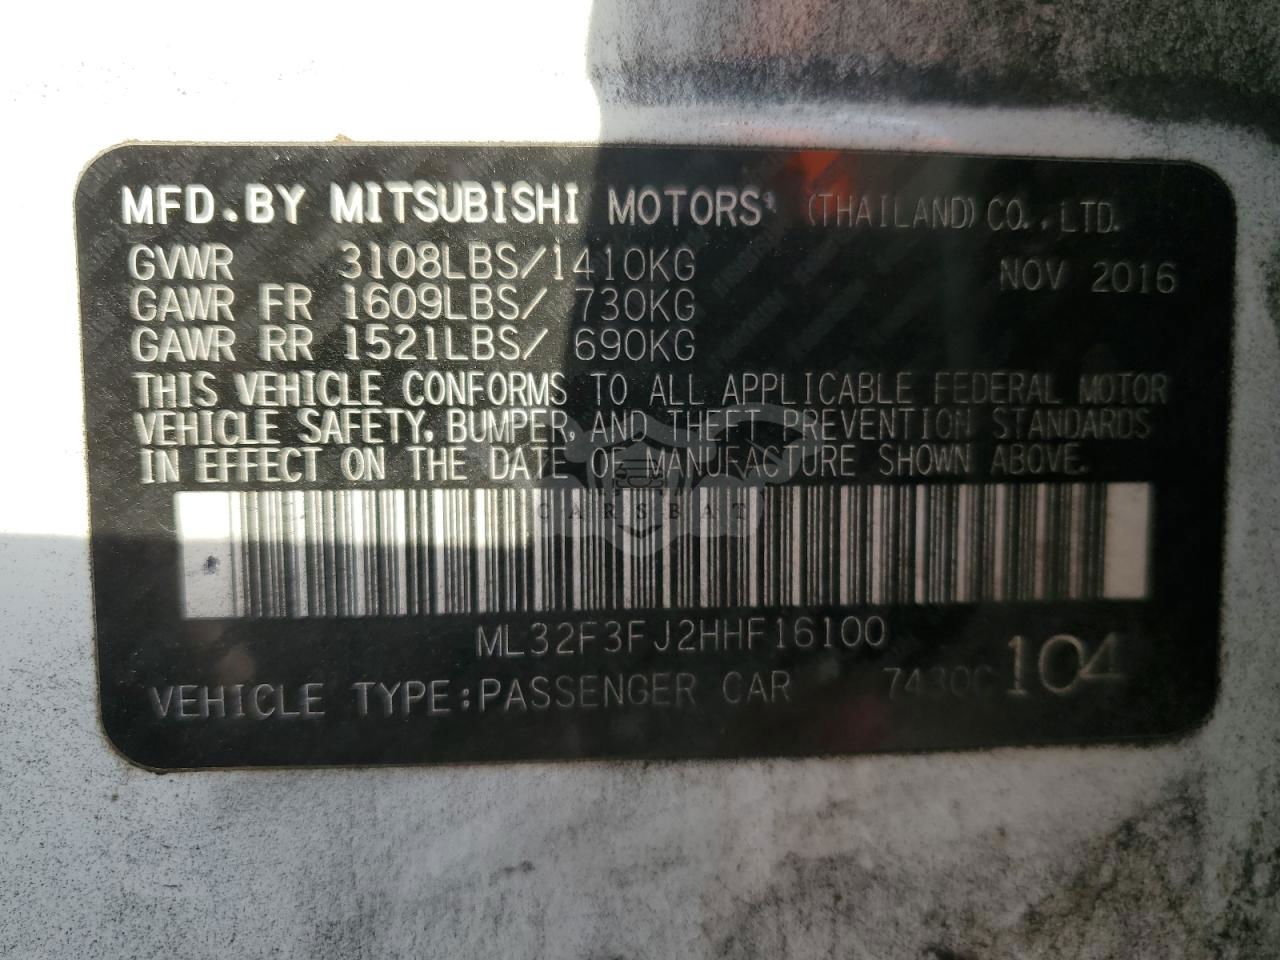 MFD.BY MITSUBISHI MOTORS (THAILAND) CO.,LTD.
GVWR 3108LBS/1410KG NOV 2016
GAWR FR 1609LBS/ 730KG
GAWR RR 1521LBS/ 690KG
THIS VEHICLE CONFORMS TO ALL APPLICABLE FEDERAL MOTOR
VEHICLE SAFETY, BUMPER, AND THEFT PREVENTION STANDARDS
IN EFFECT ON THE DATE OF MANUFACTURE SHOWN ABOVE.
CARSBAT
ML32F3FJ2HHF16100
VEHICLE TYPE:PASSENGER CAR 7430C 104